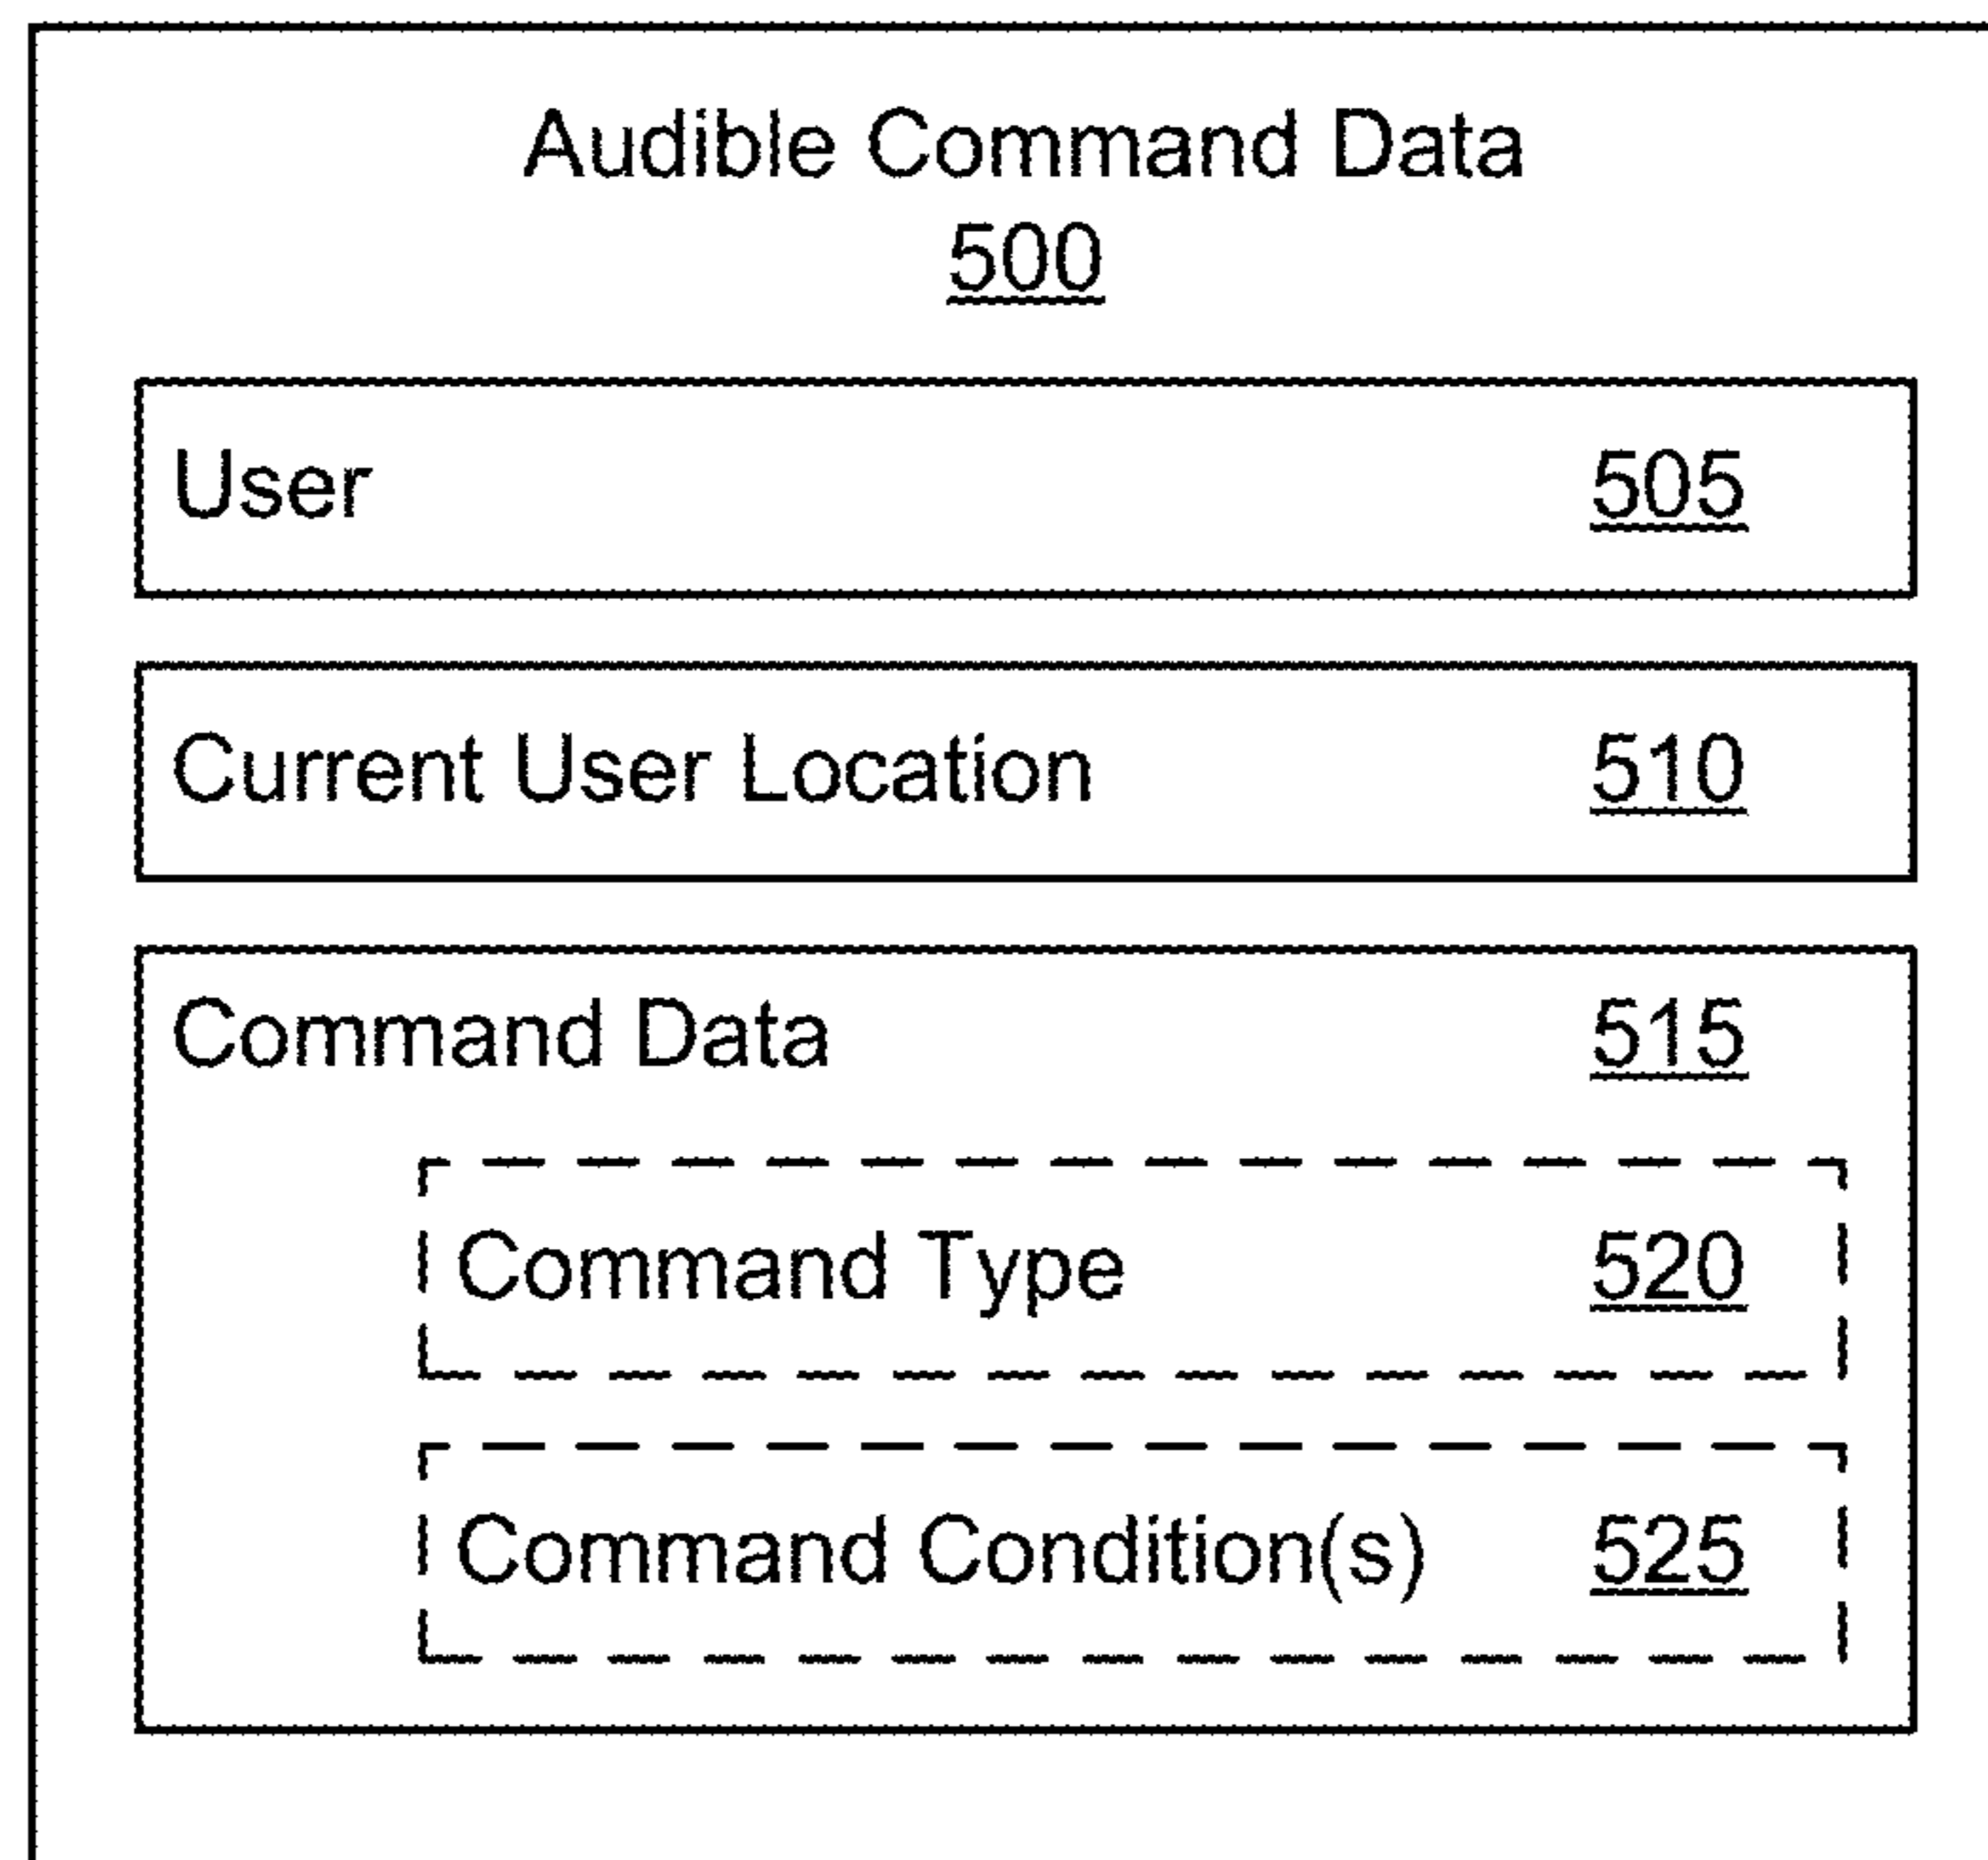 Audible Command Data
500
User 505
Current User Location 510
Command Data 515
Command Type 520
Command Condition(s) 525